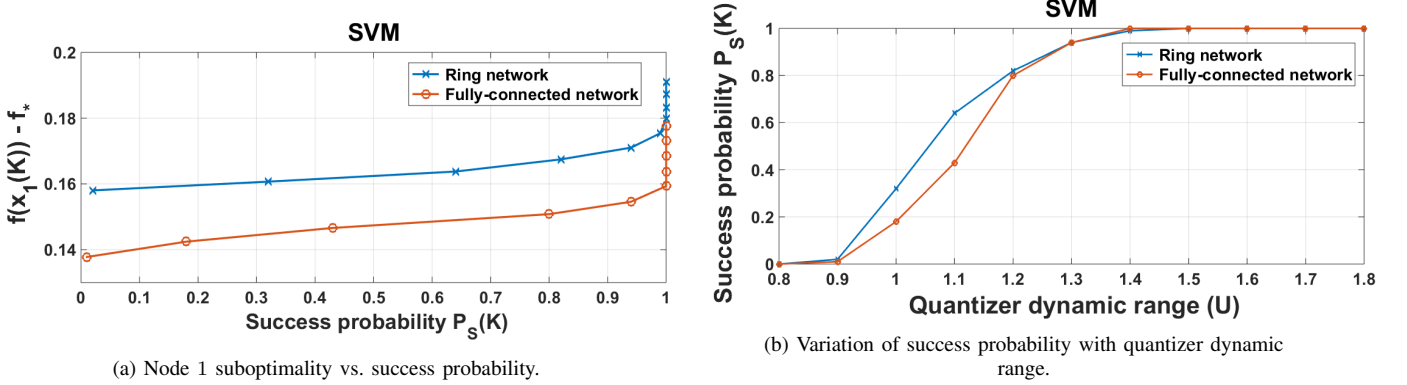 SVM
0.2
0.18
0.16
0.14
f(x1(K)) - f*
Ring network
Fully-connected network
0 0.1 0.2 0.3 0.4 0.5 0.6 0.7 0.8 0.9 1
Success probability PS(K)
(a) Node 1 suboptimality vs. success probability.
SVM
1
0.8
0.6
0.4
0.2
0
Success probability PS(K)
Ring network
Fully-connected network
0.8 0.9 1 1.1 1.2 1.3 1.4 1.5 1.6 1.7 1.8
Quantizer dynamic range (U)
(b) Variation of success probability with quantizer dynamic
range.